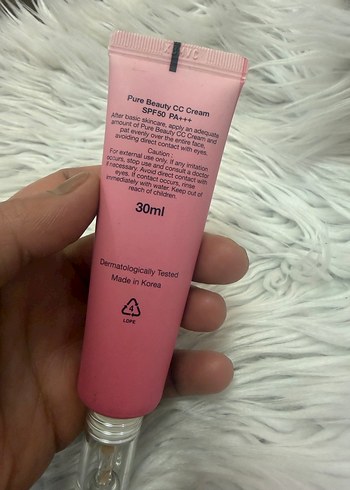 Pure Beauty CC Cream
SPF50 PA+++
After basic skincare, apply an adequate
amount of Pure Beauty CC Cream and
pat evenly over the entire face,
avoiding direct contact with eyes.
Caution :
For external use only. If any irritation
occurs, stop use and consult a doctor
if necessary. Avoid direct contact with
eyes. If contact occurs, rinse
immediately with water. Keep out of
reach of children.
30ml
Dermatologically Tested
Made in Korea
4
LDPE